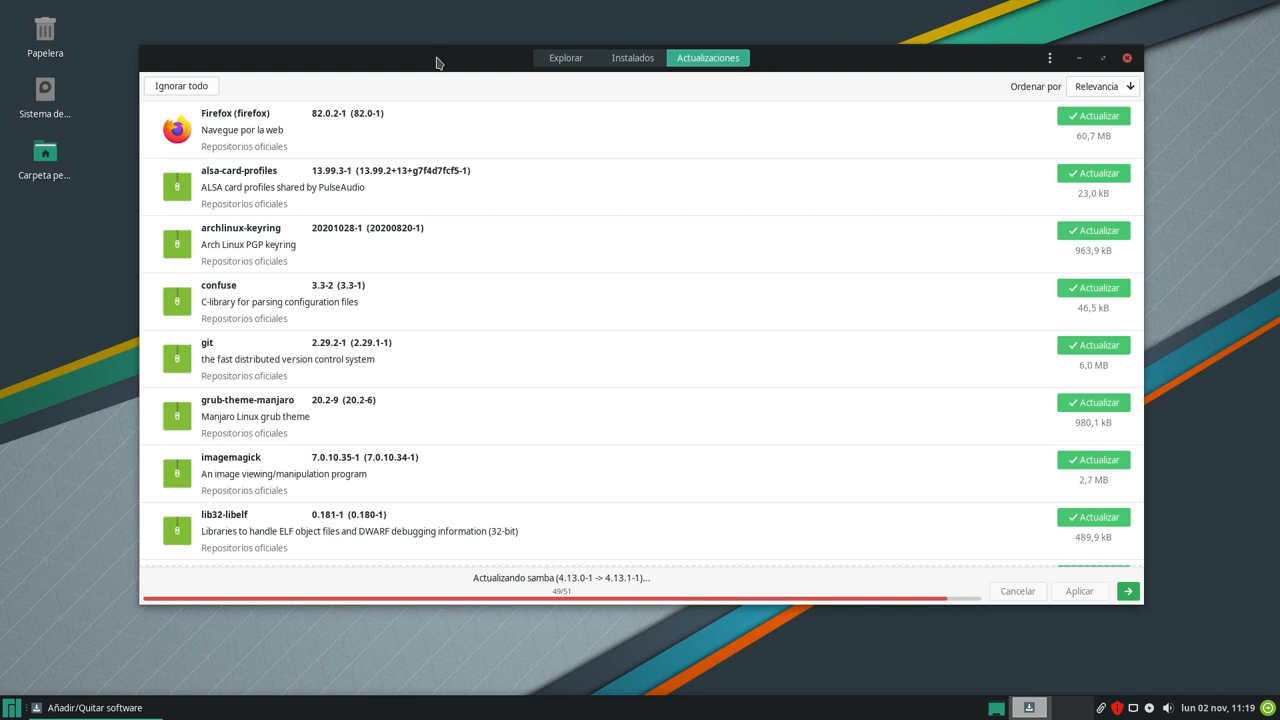 Papelera
Sistema de...
Carpeta pe...
Explorar
Instalados
Actualizaciones
Ignorar todo
Ordenar por
Relevancia
Firefox (firefox) 82.0.2-1 (82.0-1)
Navegue por la web
Repositorios oficiales
Actualizar
60,7 MB
alsa-card-profiles 13.99.3-1 (13.99.2+13+g7f4d7fcf5-1)
ALSA card profiles shared by PulseAudio
Repositorios oficiales
Actualizar
23,0 kB
archlinux-keyring 20201028-1 (20200820-1)
Arch Linux PGP keyring
Repositorios oficiales
Actualizar
963,9 kB
confuse 3.3-2 (3.3-1)
C-library for parsing configuration files
Repositorios oficiales
Actualizar
46,5 kB
git 2.29.2-1 (2.29.1-1)
the fast distributed version control system
Repositorios oficiales
Actualizar
6,0 MB
grub-theme-manjaro 20.2-9 (20.2-6)
Manjaro Linux grub theme
Repositorios oficiales
Actualizar
980,1 kB
imagemagick 7.0.10.35-1 (7.0.10.34-1)
An image viewing/manipulation program
Repositorios oficiales
Actualizar
2,7 MB
lib32-libelf 0.181-1 (0.180-1)
Libraries to handle ELF object files and DWARF debugging information (32-bit)
Repositorios oficiales
Actualizar
489,9 kB
Actualizando samba (4.13.0-1 -> 4.13.1-1)...
49/51
Cancelar
Aplicar
Añadir/Quitar software
lun 02 nov, 11:19